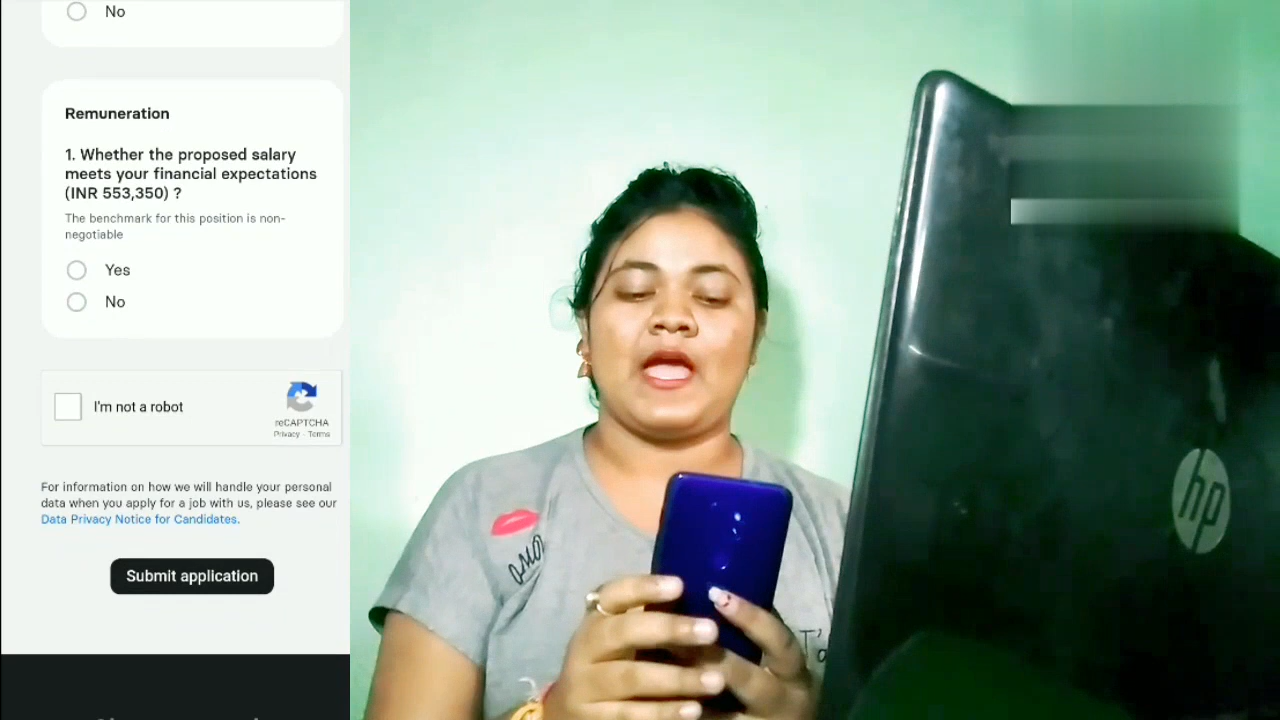 No
Remuneration
1. Whether the proposed salary
meets your financial expectations
(INR 553,350) ?
The benchmark for this position is non-
negotiable
Yes
No
I'm not a robot
reCAPTCHA
Privacy - Terms
For information on how we will handle your personal
data when you apply for a job with us, please see our
Data Privacy Notice for Candidates.
Submit application
hp